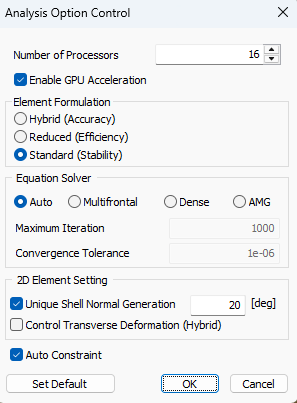 Analysis Option Control
Number of Processors 16
Enable GPU Acceleration
Element Formulation
Hybrid (Accuracy)
Reduced (Efficiency)
Standard (Stability)
Equation Solver
Auto Multifrontal Dense AMG
Maximum Iteration 1000
Convergence Tolerance 1e-06
2D Element Setting
Unique Shell Normal Generation 20 [deg]
Control Transverse Deformation (Hybrid)
Auto Constraint
Set Default OK Cancel